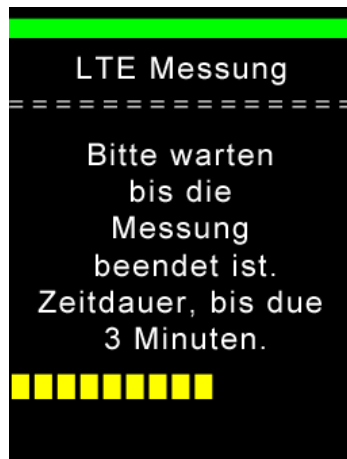 LTE Messung
================
Bitte warten
bis die
Messung
beendet ist.
Zeitdauer, bis due
3 Minuten.